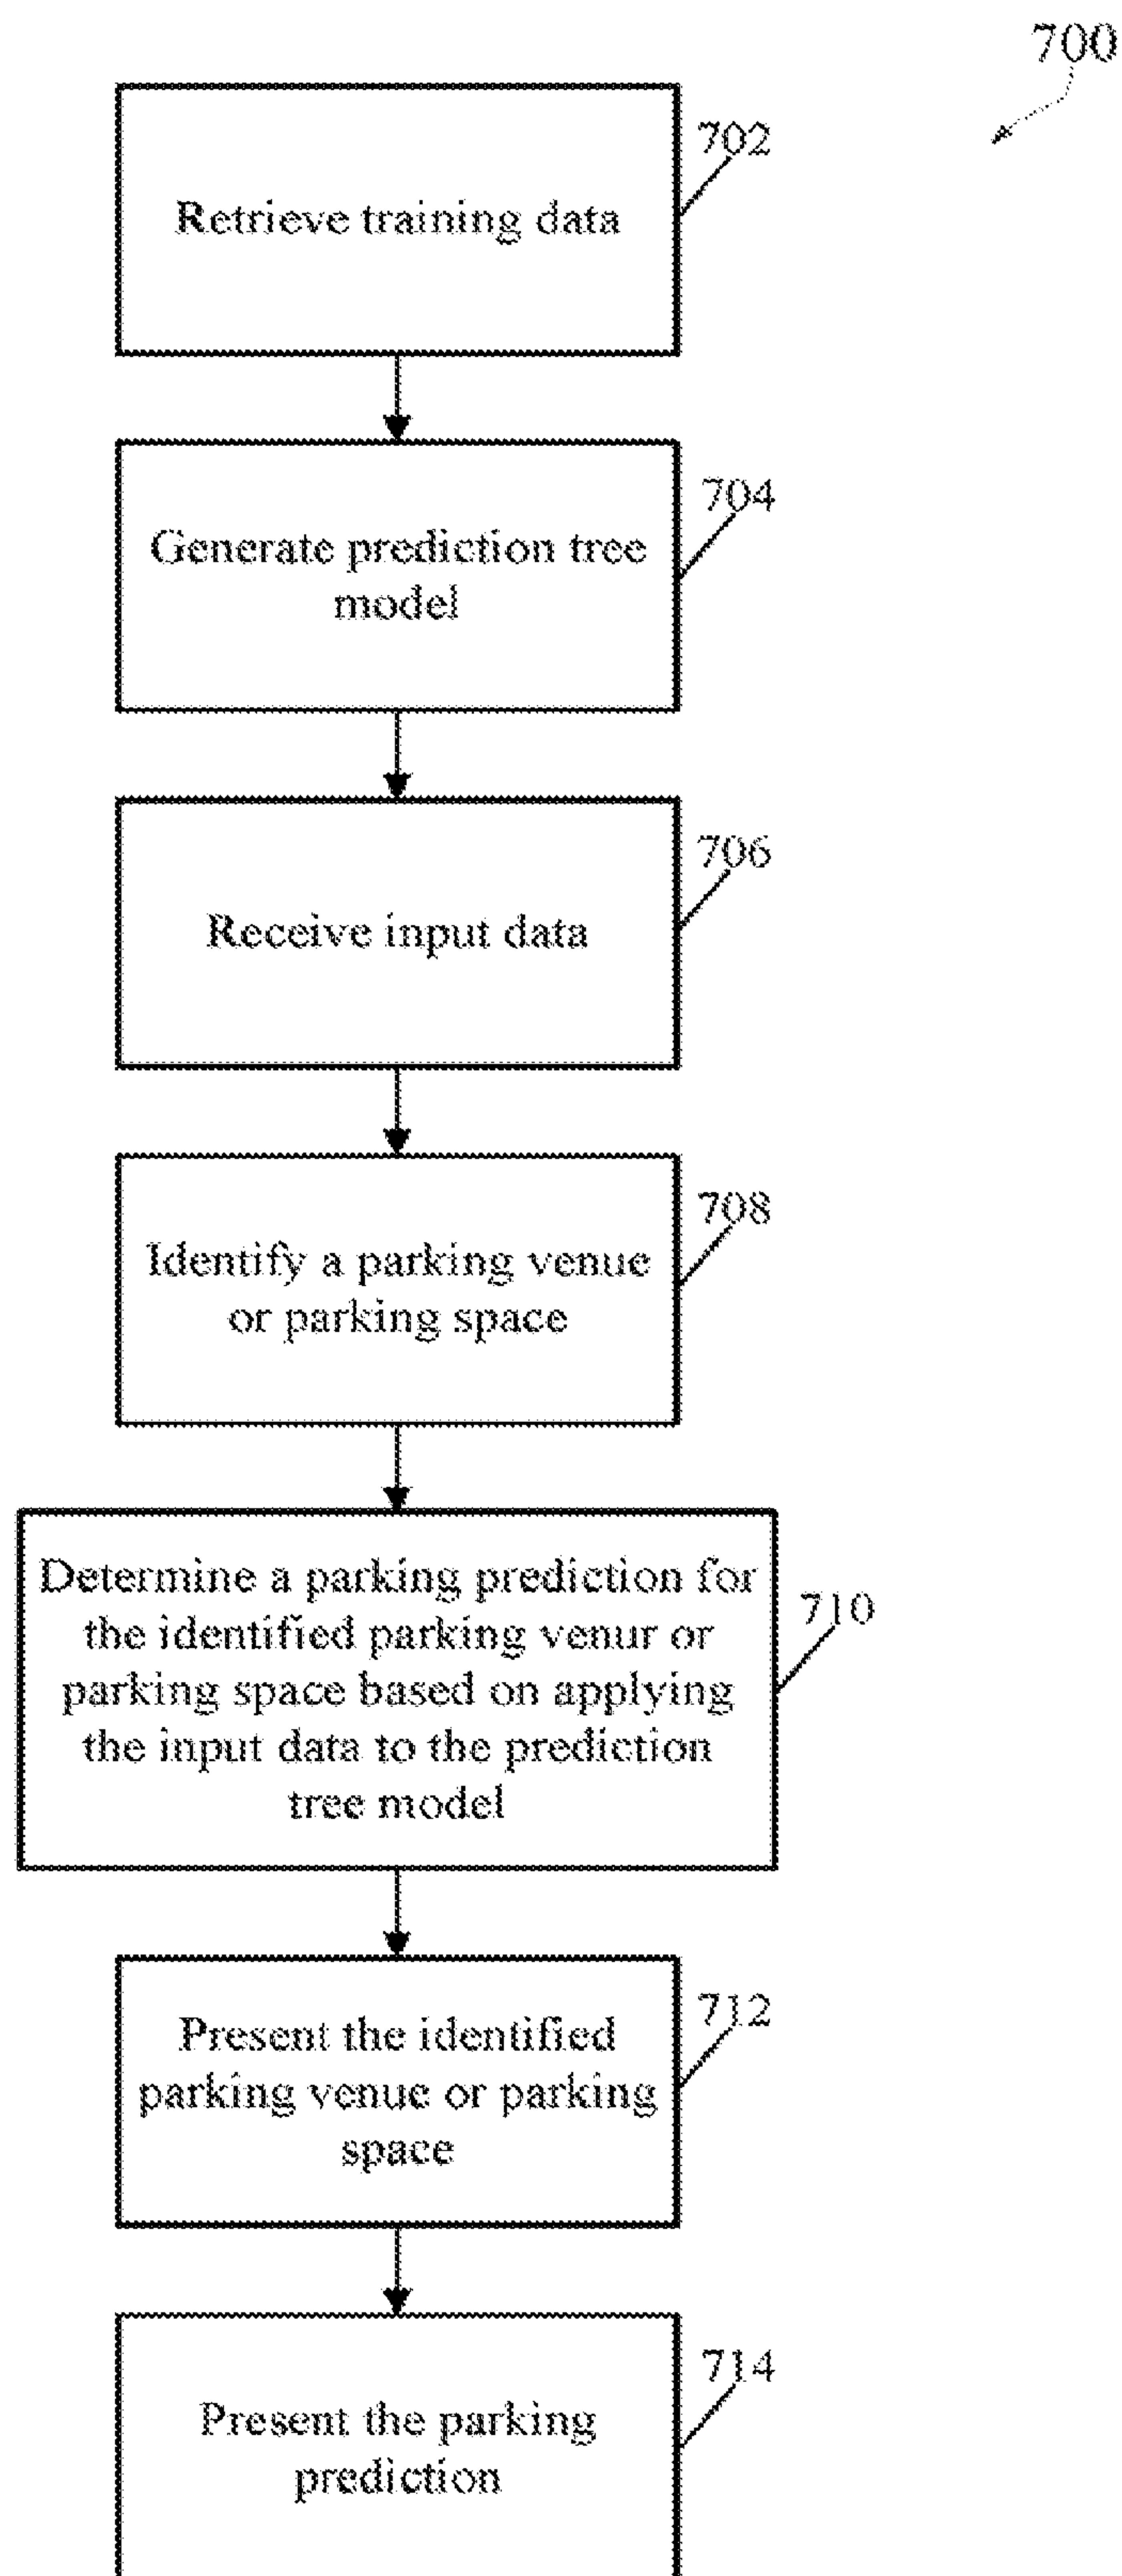 700
702
Retrieve training data
704
Generate prediction tree
model
706
Receive input data
708
Identify a parking venue
or parking space
710
Determine a parking prediction for
the identified parking venur or
parking space based on applying
the input data to the prediction
tree model
712
Present the identified
parking venue or parking
space
714
Present the parking
prediction